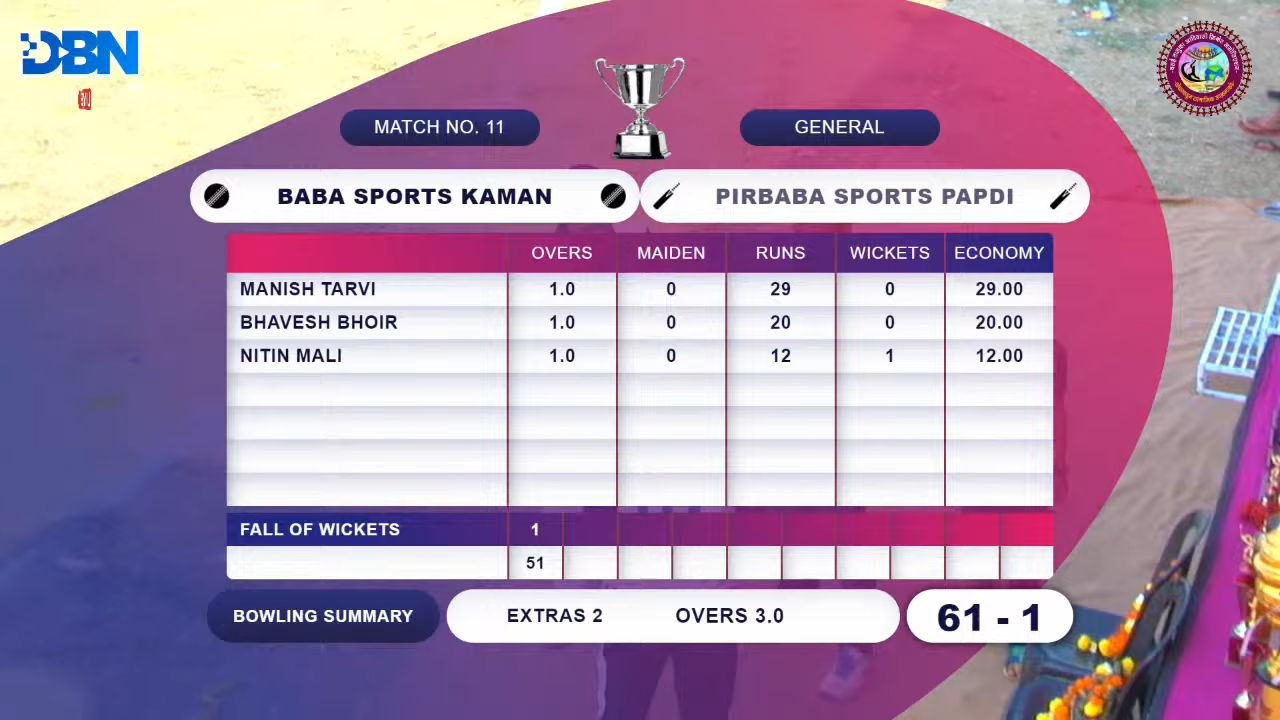 DBN
MATCH NO. 11
GENERAL
BABA SPORTS KAMAN
PIRBABA SPORTS PAPDI
OVERS MAIDEN RUNS WICKETS ECONOMY
MANISH TARVI 1.0 0 29 0 29.00
BHAVESH BHOIR 1.0 0 20 0 20.00
NITIN MALI 1.0 0 12 1 12.00
FALL OF WICKETS 1
51
BOWLING SUMMARY
EXTRAS 2 OVERS 3.0
61 - 1